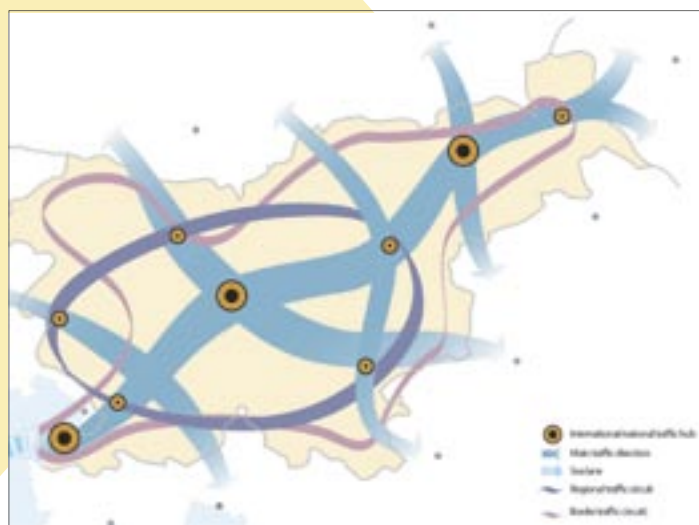 International/national traffic hub
Main traffic direction
Sea lane
Regional traffic circuit
Border traffic circuit